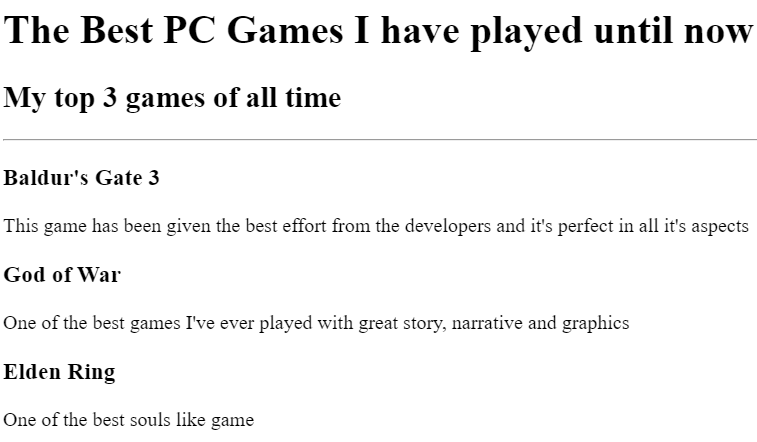 The Best PC Games I have played until now
My top 3 games of all time
Baldur's Gate 3
This game has been given the best effort from the developers and it's perfect in all it's aspects
God of War
One of the best games I've ever played with great story, narrative and graphics
Elden Ring
One of the best souls like game